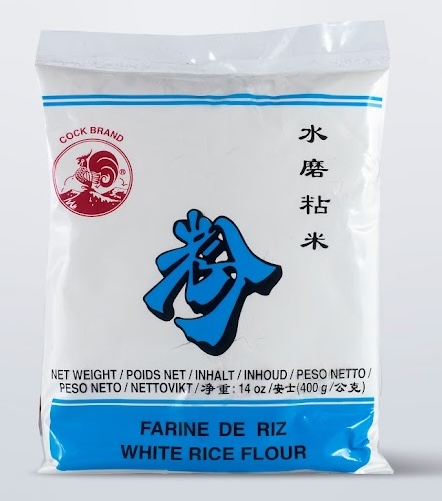 COCK BRAND
®
水磨粘米
粉
NET WEIGHT / POIDS NET / INHALT / INHOUD / PESO NETTO /
PESO NETO / NETTOVIKT / 净重: 14 oz /安士(400 g /公克)
FARINE DE RIZ
WHITE RICE FLOUR